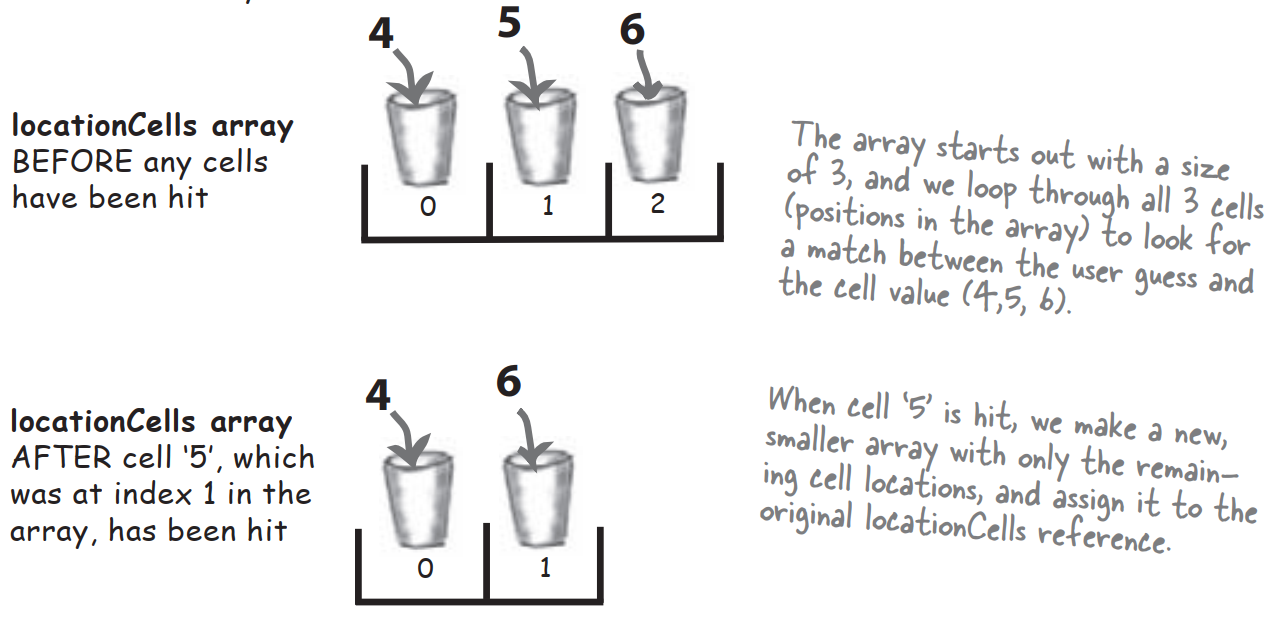 4 5 6
locationCells array
BEFORE any cells
have been hit
0 1 2
The array starts out with a size
of 3, and we loop through all 3 cells
(positions in the array) to look for
a match between the user guess and
the cell value (4,5, 6).
4 6
locationCells array
AFTER cell ‘5’, which
was at index 1 in the
array, has been hit
0 1
When cell ‘5’ is hit, we make a new,
smaller array with only the remain–
ing cell locations, and assign it to the
original locationCells reference.